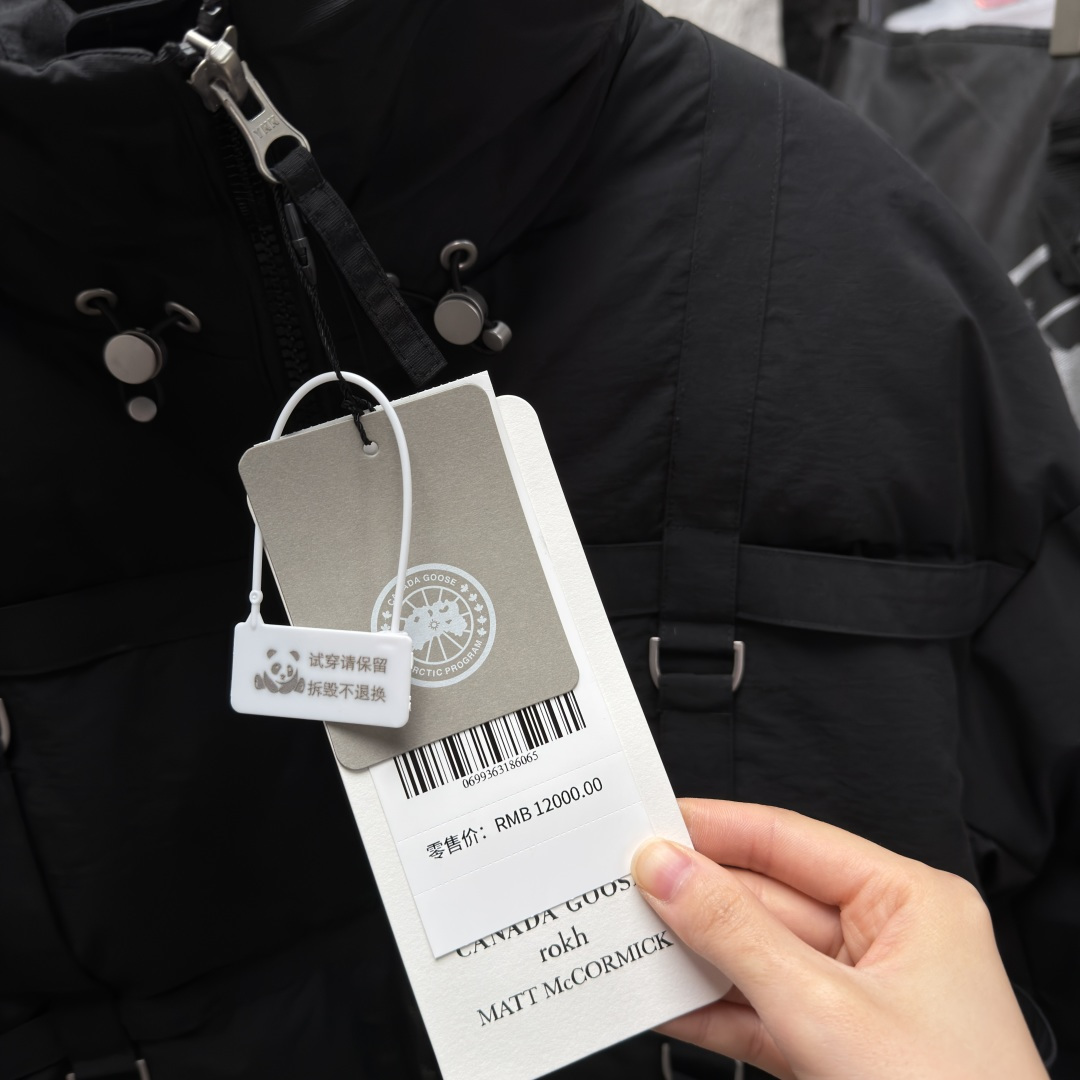 YKK
CANADA GOOSE
ARCTIC PROGRAM
试穿请保留
拆毁不退换
0699363186065
零售价：RMB 12000.00
CANADA GOOSE
rokh
MATT McCORMICK